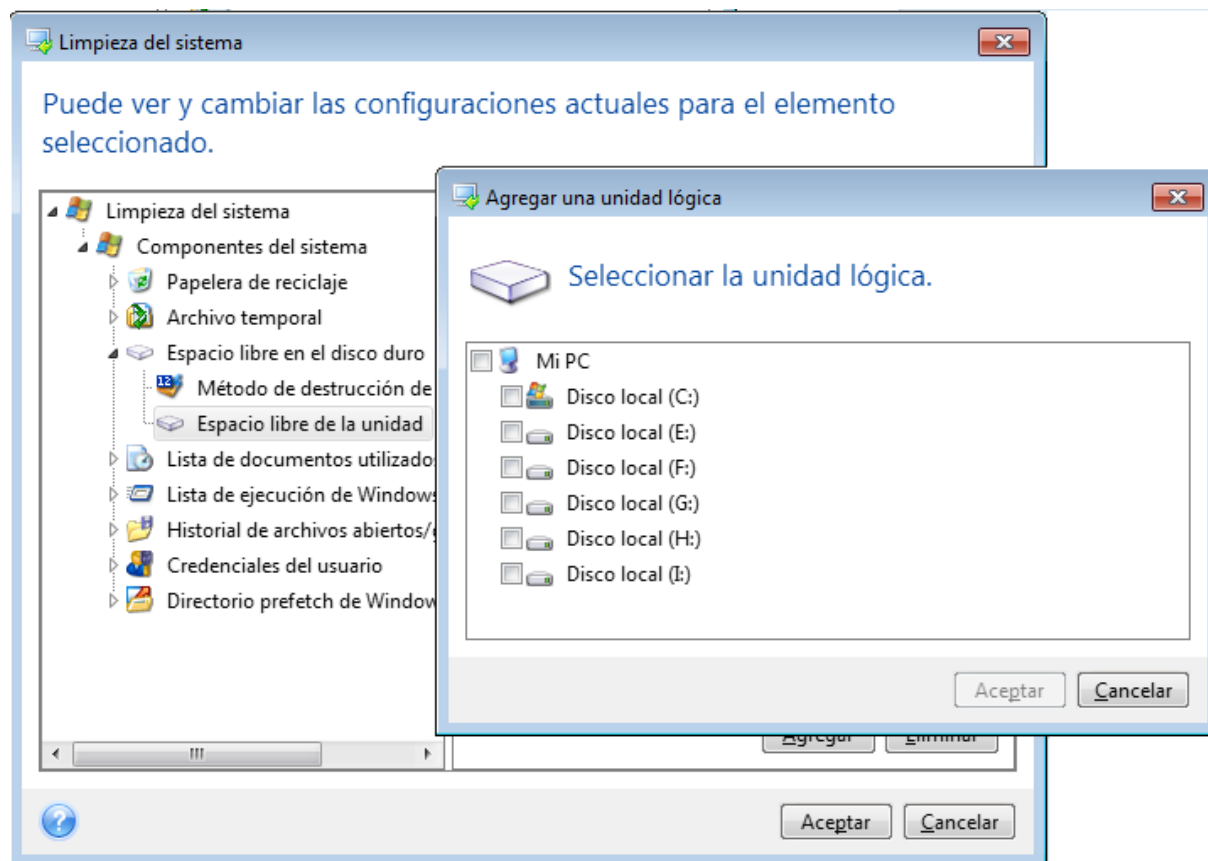 Limpieza del sistema
Puede ver y cambiar las configuraciones actuales para el elemento
seleccionado.
Limpieza del sistema
Componentes del sistema
Papelera de reciclaje
Archivo temporal
Espacio libre en el disco duro
Método de destrucción de
Espacio libre de la unidad
Lista de documentos
Lista de ejecución de Windows
Historial de archivos abiertos/
Credenciales del usuario
Directorio prefetch de
Agregar una unidad lógica
Seleccionar la unidad lógica.
Mi PC
Disco local (C:)
Disco local (E:)
Disco local (F:)
Disco local (G:)
Disco local (H:)
Disco local (I:)
Aceptar
Cancelar
Agregar
Eliminar
Aceptar
Cancelar